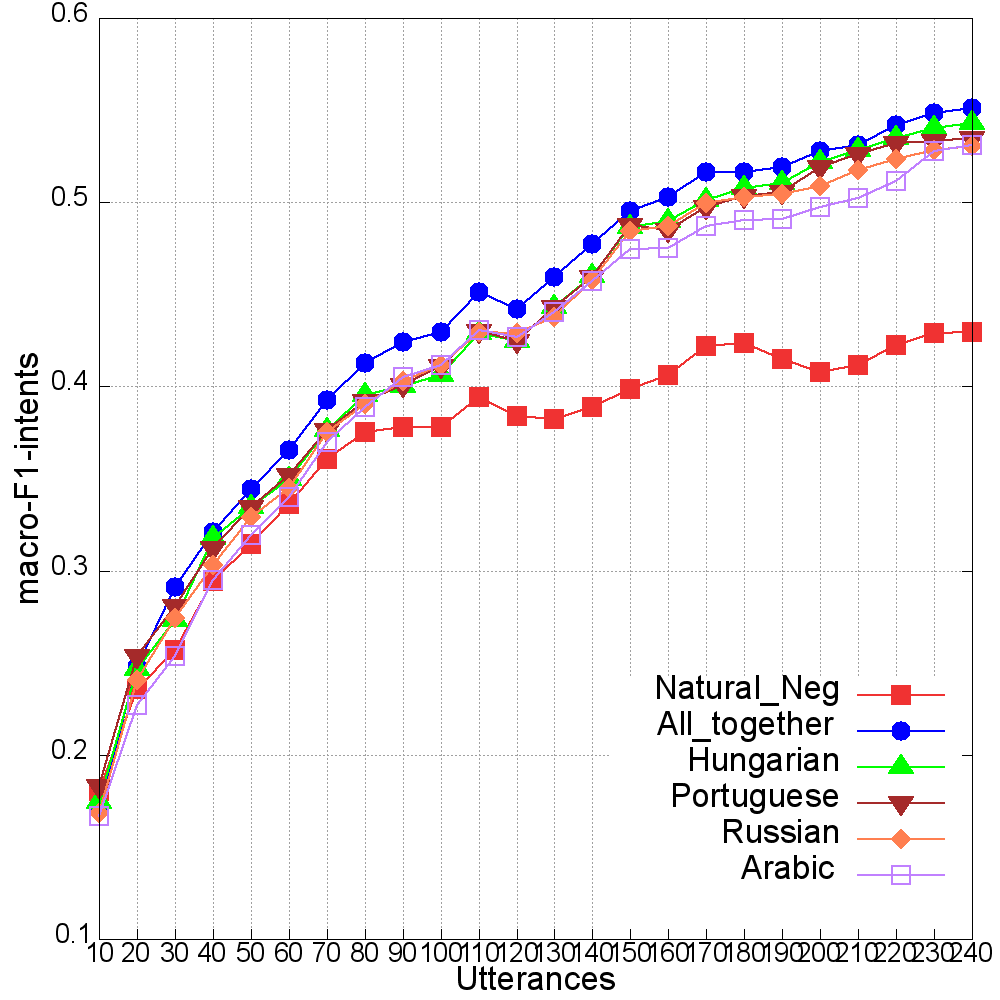 0.6
0.5
0.4
0.3
0.2
0.1
macro-F1-intents
Natural_Neg
All_together
Hungarian
Portuguese
Russian
Arabic
10 20 30 40 50 60 70 80 90 100 110 120 130 140 150 160 170 180 190 200 210 220 230 240
Utterances